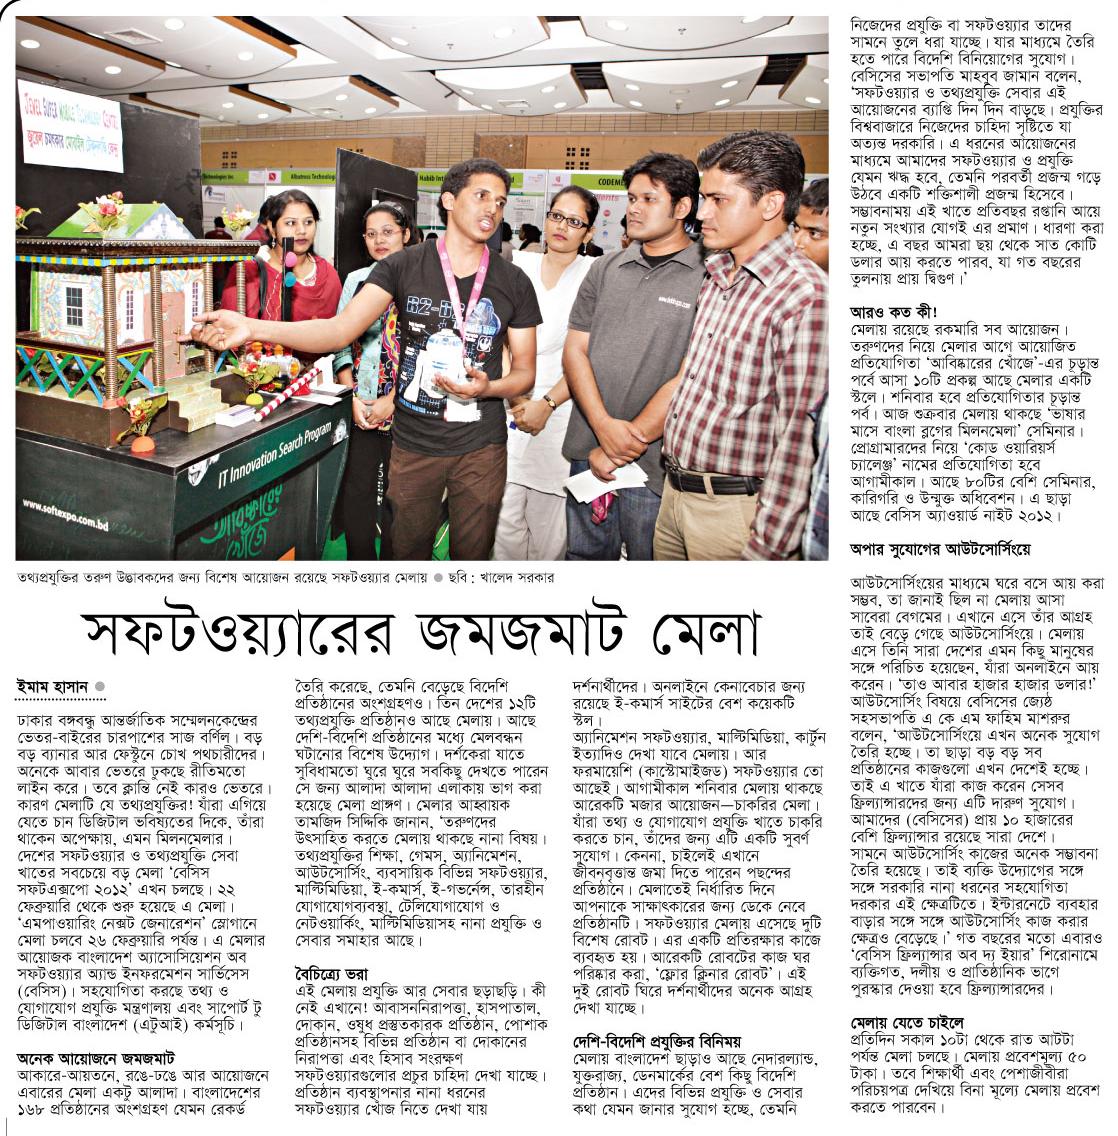 JEWEL SUPER MOBILE TECHNOLOGY CENTER
জুয়েল চমৎকার মোবাইল টেকনোলজি কেন্দ্র
Technologies Inc.
Albatross Technologies
Habib Int
CODEME
R2-D2
IT Innovation Search Program
www.softexpo.com.bd
আবিষ্কারের
খোঁজে
তথ্যপ্রযুক্তির তরুণ উদ্ভাবকদের জন্য বিশেষ আয়োজন রয়েছে সফটওয়্যার মেলায় ● ছবি : খালেদ সরকার
সফটওয়্যারের জমজমাট মেলা
ইমাম হাসান ●
ঢাকার বঙ্গবন্ধু আন্তর্জাতিক সম্মেলনকেন্দ্রের
ভেতর-বাইরের চারপাশের সাজ বর্ণিল। বড়
বড় ব্যানার আর ফেস্টুনে চোখ পথচারীদের।
অনেকে আবার ভেতরে ঢুকছে রীতিমতো
লাইন করে। তবে ক্লান্তি নেই কারও ভেতরে।
কারণ মেলাটি যে তথ্যপ্রযুক্তির! যাঁরা এগিয়ে
যেতে চান ডিজিটাল ভবিষ্যতের দিকে, তাঁরা
থাকেন অপেক্ষায়, এমন মিলনমেলার।
দেশের সফটওয়্যার ও তথ্যপ্রযুক্তি সেবা
খাতের সবচেয়ে বড় মেলা ‘বেসিস
সফটএক্সপো ২০১২’ এখন চলছে। ২২
ফেব্রুয়ারি থেকে শুরু হয়েছে এ মেলা।
‘এমপাওয়ারিং নেক্সট জেনারেশন’ স্লোগানে
মেলা চলবে ২৬ ফেব্রুয়ারি পর্যন্ত। এ মেলার
আয়োজক বাংলাদেশ অ্যাসোসিয়েশন অব
সফটওয়্যার অ্যান্ড ইনফরমেশন সার্ভিসেস
(বেসিস)। সহযোগিতা করছে তথ্য ও
যোগাযোগ প্রযুক্তি মন্ত্রণালয় এবং সাপোর্ট টু
ডিজিটাল বাংলাদেশ (এটুআই) কর্মসূচি।
অনেক আয়োজনে জমজমাট
আকারে-আয়তনে, রঙে-ঢঙে আর আয়োজনে
এবারের মেলা একটু আলাদা। বাংলাদেশের
১৬৮ প্রতিষ্ঠানের অংশগ্রহণ যেমন রেকর্ড
তৈরি করেছে, তেমনি বেড়েছে বিদেশি
প্রতিষ্ঠানের অংশগ্রহণও। তিন দেশের ১২টি
তথ্যপ্রযুক্তি প্রতিষ্ঠানও আছে মেলায়। আছে
দেশি-বিদেশি প্রতিষ্ঠানের মধ্যে মেলবন্ধন
ঘটানোর বিশেষ উদ্যোগ। দর্শকেরা যাতে
সুবিধামতো ঘুরে ঘুরে সবকিছু দেখতে পারেন
সে জন্য আলাদা আলাদা এলাকায় ভাগ করা
হয়েছে মেলা প্রাঙ্গণ। মেলার আহ্বায়ক
তামজিদ সিদ্দিকি জানান, ‘তরুণদের
উৎসাহিত করতে মেলায় থাকছে নানা বিষয়।
তথ্যপ্রযুক্তির শিক্ষা, গেমস, অ্যানিমেশন,
আউটসোর্সিং, ব্যবসায়িক বিভিন্ন সফটওয়্যার,
মাল্টিমিডিয়া, ই-কমার্স, ই-গভর্নেন্স, তারহীন
যোগাযোগব্যবস্থা, টেলিযোগাযোগ ও
নেটওয়ার্কিং, মাল্টিমিডিয়াসহ নানা প্রযুক্তি ও
সেবার সমাহার আছে।
বৈচিত্র্যে ভরা
এই মেলায় প্রযুক্তি আর সেবার ছড়াছড়ি। কী
নেই এখানে! আবাসননিরাপত্তা, হাসপাতাল,
দোকান, ওষুধ প্রস্তুতকারক প্রতিষ্ঠান, পোশাক
প্রতিষ্ঠানসহ বিভিন্ন প্রতিষ্ঠান বা দোকানের
নিরাপত্তা এবং হিসাব সংরক্ষণ
সফটওয়্যারগুলোর প্রচুর চাহিদা দেখা যাচ্ছে।
প্রতিষ্ঠান ব্যবস্থাপনার নানা ধরনের
সফটওয়্যার খোঁজ নিতে দেখা যায়
দর্শনার্থীদের। অনলাইনে কেনাবেচার জন্য
রয়েছে ই-কমার্স সাইটের বেশ কয়েকটি
স্টল।
অ্যানিমেশন সফটওয়্যার, মাল্টিমিডিয়া, কার্টুন
ইত্যাদিও দেখা যাবে মেলায়। আর
ফরমায়েশি (কাস্টোমাইজড) সফটওয়্যার তো
আছেই। আগামীকাল শনিবার মেলায় থাকছে
আরেকটি মজার আয়োজন—চাকরির মেলা।
যাঁরা তথ্য ও যোগাযোগ প্রযুক্তি খাতে চাকরি
করতে চান, তাঁদের জন্য এটি একটি সুবর্ণ
সুযোগ। কেননা, চাইলেই এখানে
জীবনবৃত্তান্ত জমা দিতে পারেন পছন্দের
প্রতিষ্ঠানে। মেলাতেই নির্ধারিত দিনে
আপনাকে সাক্ষাৎকারের জন্য ডেকে নেবে
প্রতিষ্ঠানটি। সফটওয়্যার মেলায় এসেছে দুটি
বিশেষ রোবট। এর একটি প্রতিরক্ষার কাজে
ব্যবহৃত হয়। আরেকটি রোবটের কাজ ঘর
পরিষ্কার করা, ‘ফ্লোর ক্লিনার রোবট’। এই
দুই রোবট ঘিরে দর্শনার্থীদের অনেক আগ্রহ
দেখা যাচ্ছে।
দেশি-বিদেশি প্রযুক্তির বিনিময়
মেলায় বাংলাদেশ ছাড়াও আছে নেদারল্যান্ড,
যুক্তরাজ্য, ডেনমার্কের বেশ কিছু বিদেশি
প্রতিষ্ঠান। এদের বিভিন্ন প্রযুক্তি ও সেবার
কথা যেমন জানার সুযোগ হচ্ছে, তেমনি
নিজেদের প্রযুক্তি বা সফটওয়্যার তাদের
সামনে তুলে ধরা যাচ্ছে। যার মাধ্যমে তৈরি
হতে পারে বিদেশি বিনিয়োগের সুযোগ।
বেসিসের সভাপতি মাহবুব জামান বলেন,
‘সফটওয়্যার ও তথ্যপ্রযুক্তি সেবার এই
আয়োজনের ব্যাপ্তি দিন দিন বাড়ছে। প্রযুক্তির
বিশ্ববাজারে নিজেদের চাহিদা সৃষ্টিতে যা
অত্যন্ত দরকারি। এ ধরনের আয়োজনের
মাধ্যমে আমাদের সফটওয়্যার ও প্রযুক্তি
যেমন ঋদ্ধ হবে, তেমনি পরবর্তী প্রজন্ম গড়ে
উঠবে একটি শক্তিশালী প্রজন্ম হিসেবে।
সম্ভাবনাময় এই খাতে প্রতিবছর রপ্তানি আয়ে
নতুন সংখ্যার যোগই এর প্রমাণ। ধারণা করা
হচ্ছে, এ বছর আমরা ছয় থেকে সাত কোটি
ডলার আয় করতে পারব, যা গত বছরের
তুলনায় প্রায় দ্বিগুণ।’
আরও কত কী!
মেলায় রয়েছে রকমারি সব আয়োজন।
তরুণদের নিয়ে মেলার আগে আয়োজিত
প্রতিযোগিতা ‘আবিষ্কারের খোঁজে’-এর চূড়ান্ত
পর্বে আসা ১০টি প্রকল্প আছে মেলার একটি
স্টলে। শনিবার হবে প্রতিযোগিতার চূড়ান্ত
পর্ব। আজ শুক্রবার মেলায় থাকছে ‘ভাষার
মাসে বাংলা ব্লগের মিলনমেলা’ সেমিনার।
প্রোগ্রামারদের নিয়ে ‘কোড ওয়ারিয়র্স
চ্যালেঞ্জ’ নামের প্রতিযোগিতা হবে
আগামীকাল। আছে ৮০টির বেশি সেমিনার,
কারিগরি ও উন্মুক্ত অধিবেশন। এ ছাড়া
আছে বেসিস অ্যাওয়ার্ড নাইট ২০১২।
অপার সুযোগের আউটসোর্সিংয়ে
আউটসোর্সিংয়ের মাধ্যমে ঘরে বসে আয় করা
সম্ভব, তা জানাই ছিল না মেলায় আসা
সাবেরা বেগমের। এখানে এসে তাঁর আগ্রহ
তাই বেড়ে গেছে আউটসোর্সিংয়ে। মেলায়
এসে তিনি সারা দেশের এমন কিছু মানুষের
সঙ্গে পরিচিত হয়েছেন, যাঁরা অনলাইনে আয়
করেন। ‘তাও আবার হাজার হাজার ডলার!’
আউটসোর্সিং বিষয়ে বেসিসের জ্যেষ্ঠ
সহসভাপতি এ কে এম ফাহিম মাশরুর
বলেন, ‘আউটসোর্সিংয়ে এখন অনেক সুযোগ
তৈরি হচ্ছে। তা ছাড়া বড় বড় সব
প্রতিষ্ঠানের কাজগুলো এখন দেশেই হচ্ছে।
তাই এ খাতে যাঁরা কাজ করেন সেসব
ফ্রিল্যান্সারদের জন্য এটি দারুণ সুযোগ।
আমাদের (বেসিসের) প্রায় ১০ হাজারের
বেশি ফ্রিল্যান্সার রয়েছে সারা দেশে।
সামনে আউটসোর্সিং কাজের অনেক সম্ভাবনা
তৈরি হয়েছে। তাই ব্যক্তি উদ্যোগের সঙ্গে
সঙ্গে সরকারি নানা ধরনের সহযোগিতা
দরকার এই ক্ষেত্রটিতে। ইন্টারনেটে ব্যবহার
বাড়ার সঙ্গে সঙ্গে আউটসোর্সিং কাজ করার
ক্ষেত্রও বেড়েছে।’ গত বছরের মতো এবারও
‘বেসিস ফ্রিল্যান্সার অব দ্য ইয়ার’ শিরোনামে
ব্যক্তিগত, দলীয় ও প্রাতিষ্ঠানিক ভাগে
পুরস্কার দেওয়া হবে ফ্রিল্যান্সারদের।
মেলায় যেতে চাইলে
প্রতিদিন সকাল ১০টা থেকে রাত আটটা
পর্যন্ত মেলা চলছে। মেলায় প্রবেশমূল্য ৫০
টাকা। তবে শিক্ষার্থী এবং পেশাজীবীরা
পরিচয়পত্র দেখিয়ে বিনা মূল্যে মেলায় প্রবেশ
করতে পারবেন।